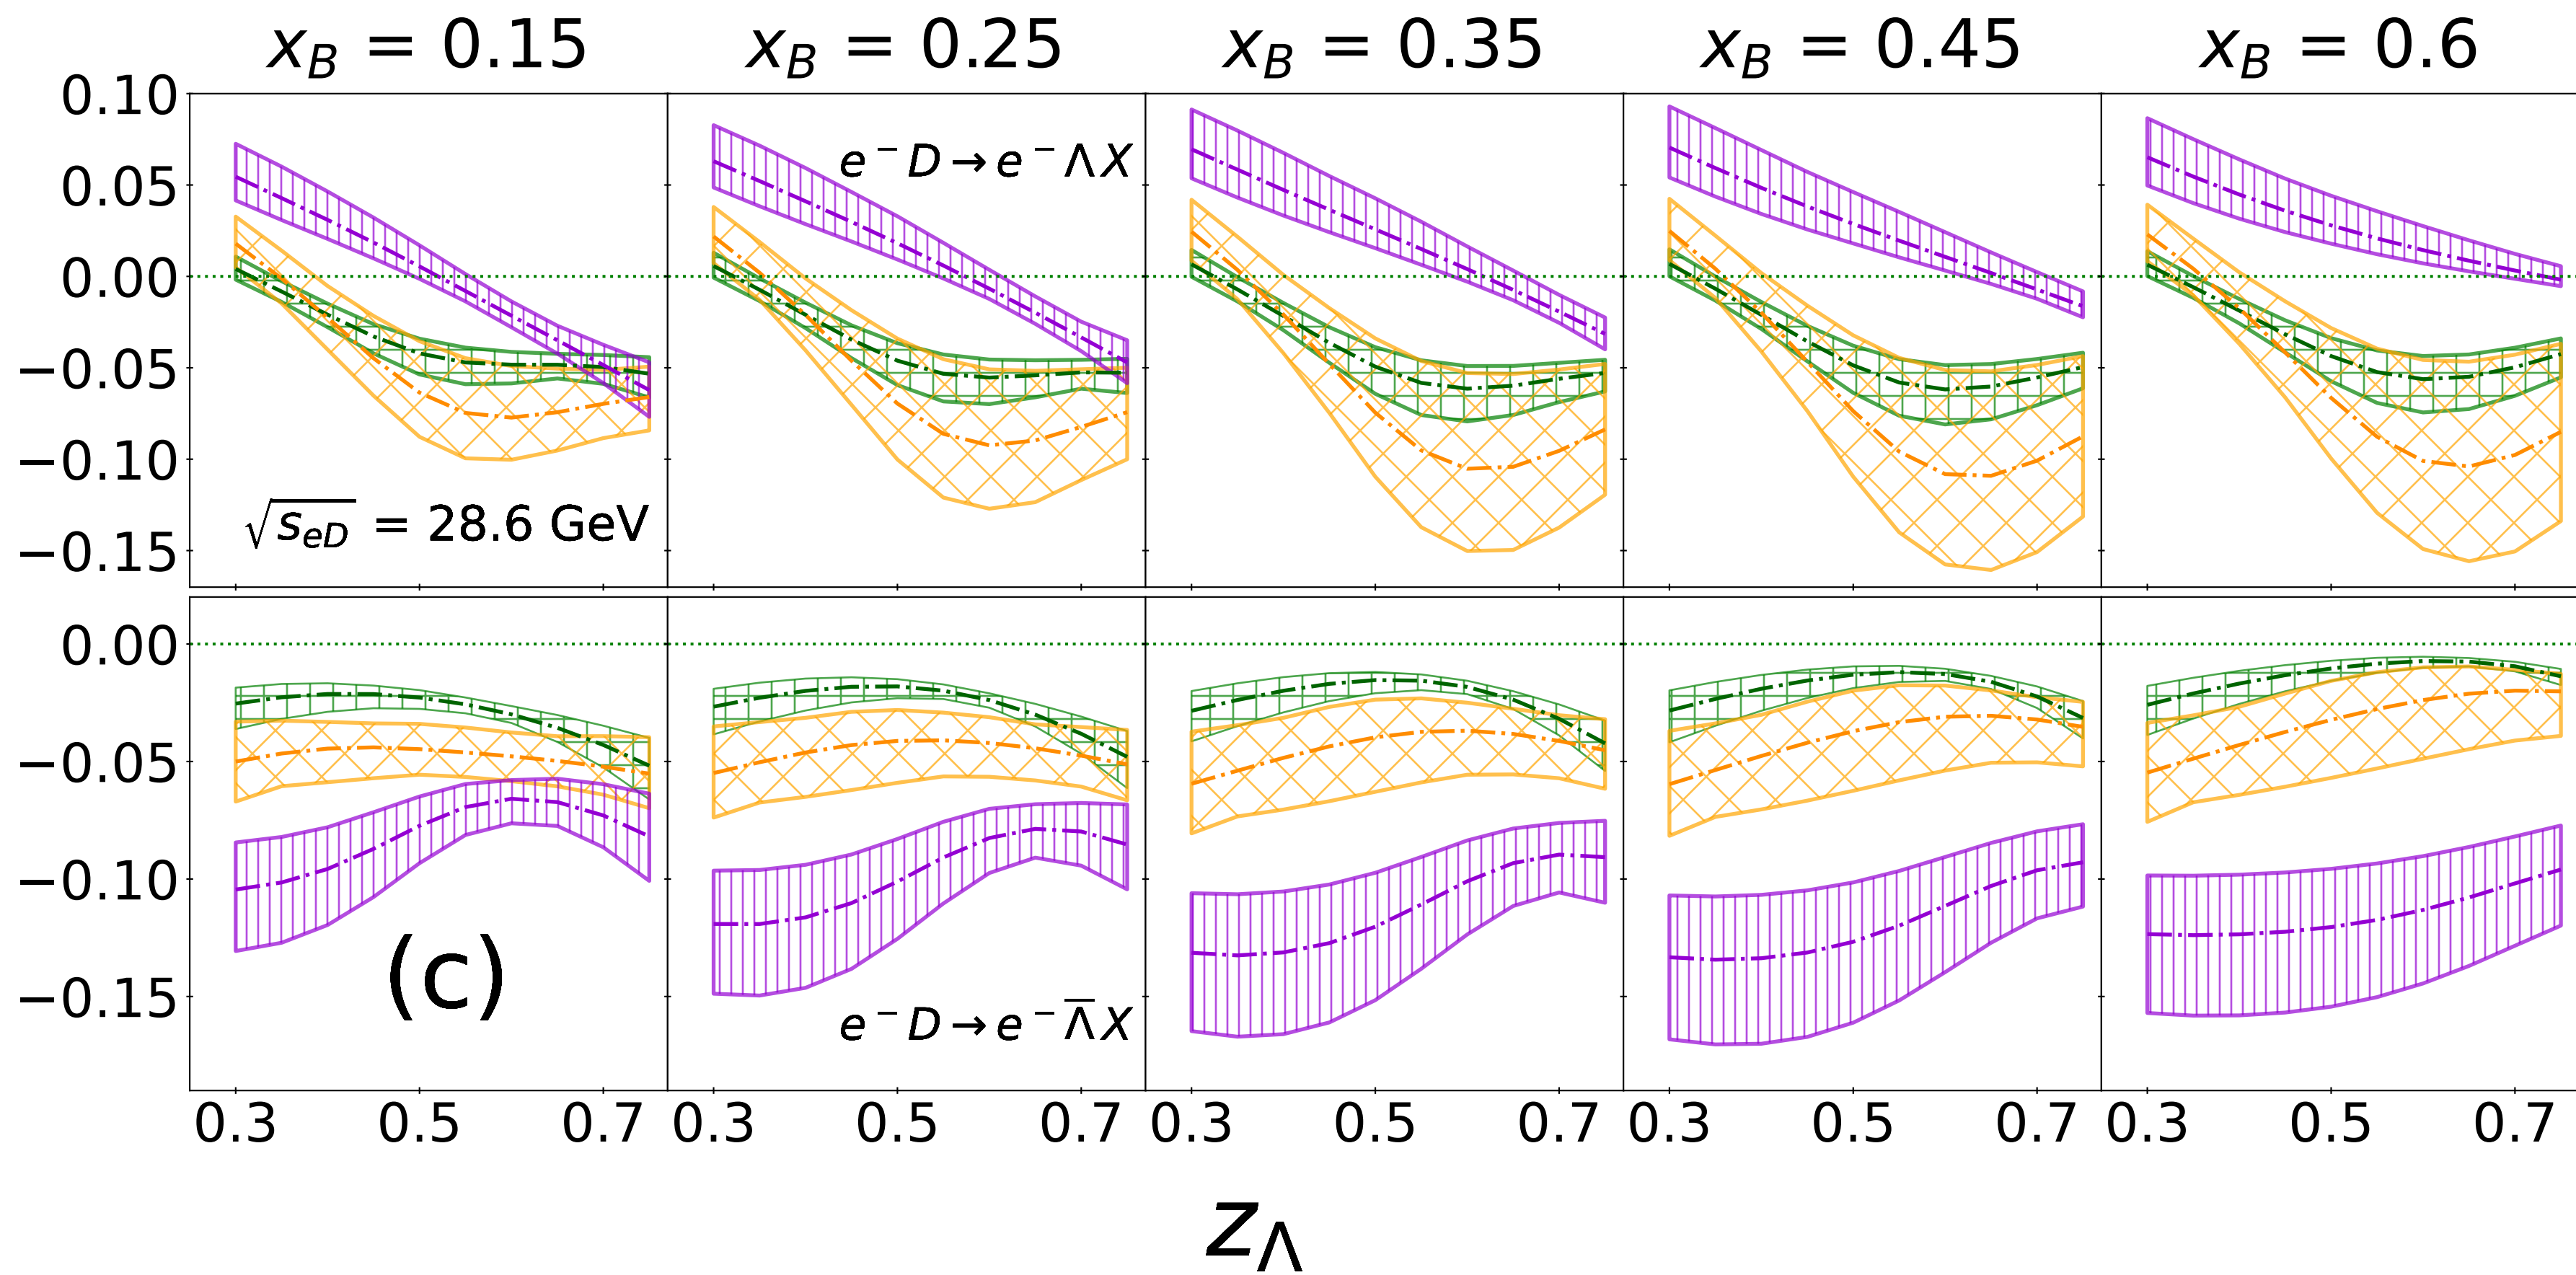 x_B = 0.15 x_B = 0.25 x_B = 0.35 x_B = 0.45 x_B = 0.6
0.10
0.05
0.00
−0.05
−0.10
−0.15
e⁻D→e⁻ΛX
√s_eD = 28.6 GeV
0.00
−0.05
−0.10
−0.15
(c)
e⁻D→e⁻Λ̅X
0.3 0.5 0.7 0.3 0.5 0.7 0.3 0.5 0.7 0.3 0.5 0.7 0.3 0.5 0.7
z_Λ